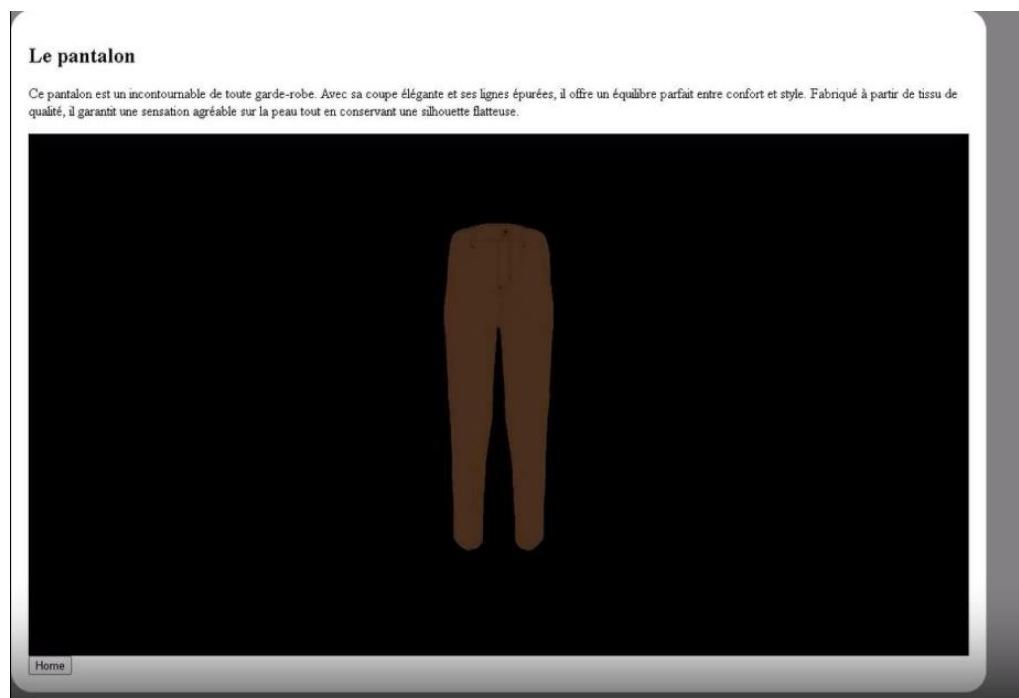 Le pantalon
Ce pantalon est un incontournable de toute garde-robe. Avec sa coupe élégante et ses lignes épurées, il offre un équilibre parfait entre confort et style. Fabriqué à partir de tissu de
qualité, il garantit une sensation agréable sur la peau tout en conservant une silhouette flatteuse.
Home